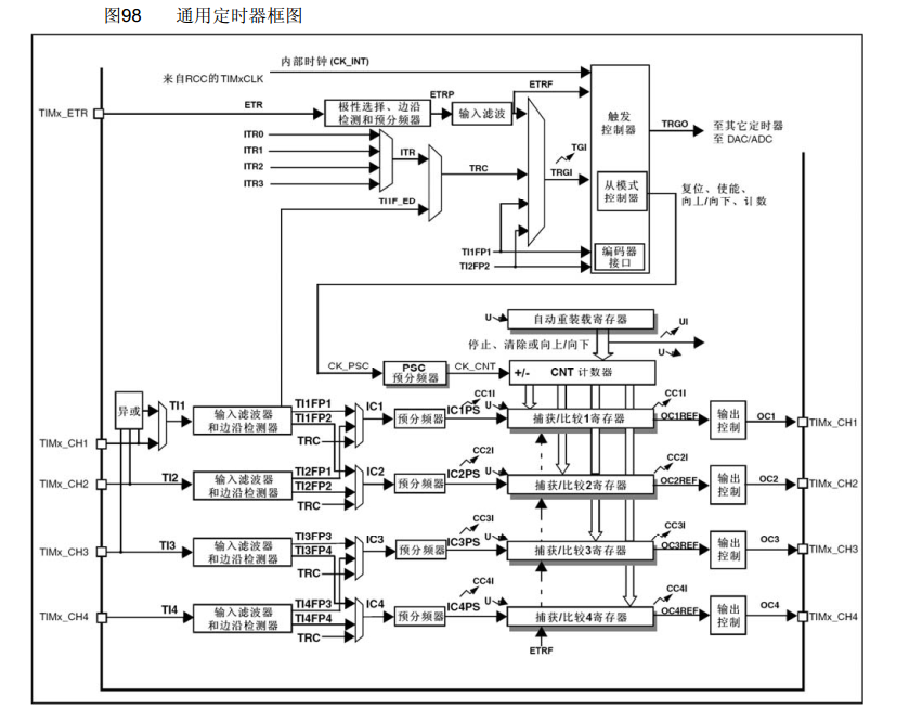 图98 通用定时器框图
内部时钟 (CK_INT)
来自RCC的TIMxCLK
TIMx_ETR
ETR
极性选择、边沿
检测和预分频器
ETRP
输入滤波
ETRF
触发
控制器
TRGO
至其它定时器
至 DAC/ADC
ITR0
ITR1
ITR2
ITR3
ITR
TRC
TI1F_ED
TGI
TRGI
从模式
控制器
复位、使能、
向上/向下、计数
TI1FP1
TI2FP2
编码器
接口
U
自动重装载寄存器
UI
停止、清除或向上/向下
U
CK_PSC
PSC
预分频器
CK_CNT
+/-
CNT 计数器
异或
TI1
输入滤波器
和边沿检测器
TI1FP1
TI1FP2
TRC
IC1
预分频器
IC1PS
CC1I
U
捕获/比较1寄存器
CC1I
OC1REF
输出
控制
OC1
TIMx_CH1
TIMx_CH1
TIMx_CH2
TI2
输入滤波器
和边沿检测器
TI2FP1
TI2FP2
TRC
IC2
预分频器
IC2PS
CC2I
U
捕获/比较2寄存器
CC2I
OC2REF
输出
控制
OC2
TIMx_CH2
TIMx_CH3
TI3
输入滤波器
和边沿检测器
TI3FP3
TI3FP4
TRC
IC3
预分频器
IC3PS
CC3I
U
捕获/比较3寄存器
CC3I
OC3REF
输出
控制
OC3
TIMx_CH3
TIMx_CH4
TI4
输入滤波器
和边沿检测器
TI4FP3
TI4FP4
TRC
IC4
预分频器
IC4PS
CC4I
U
捕获/比较4寄存器
CC4I
OC4REF
输出
控制
OC4
TIMx_CH4
ETRF